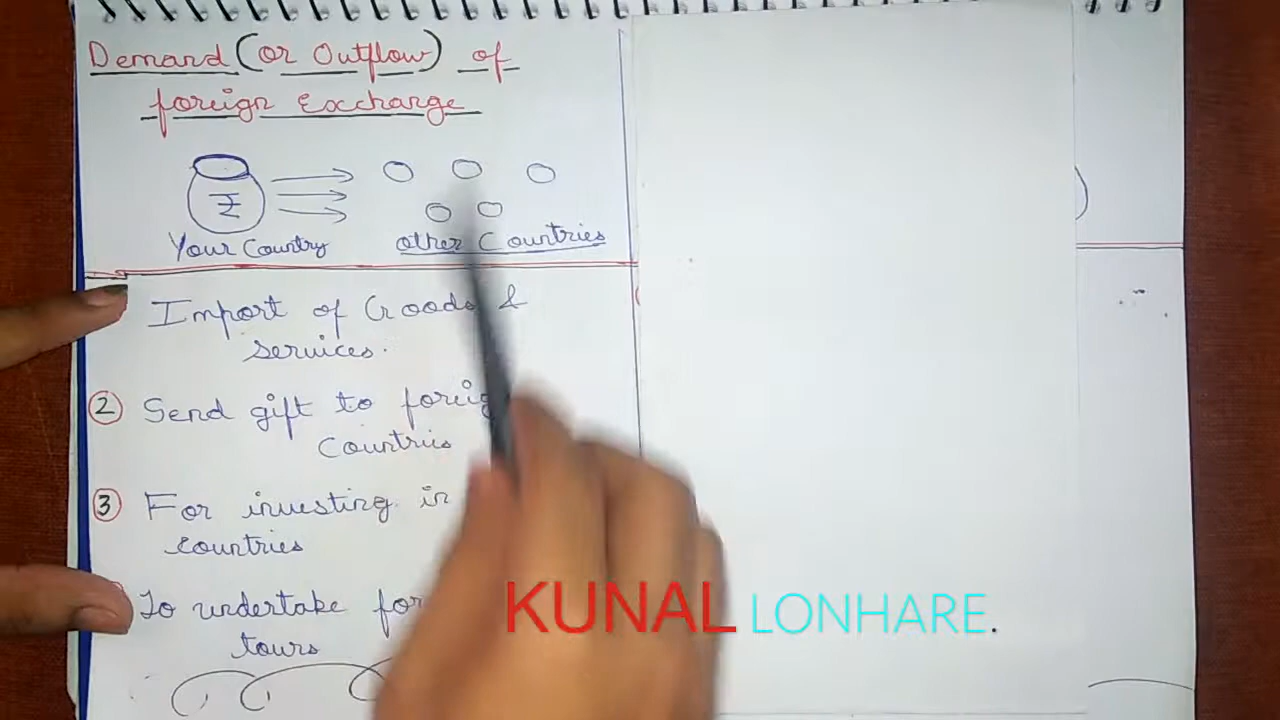 Demand (or Outflow) of
foreign Exchange
₹
Your Country
other Countries
Import of Goods &
services.
② Send gift to
Countries
③ For investing in
countries
To undertake
tours
KUNAL LONHARE.